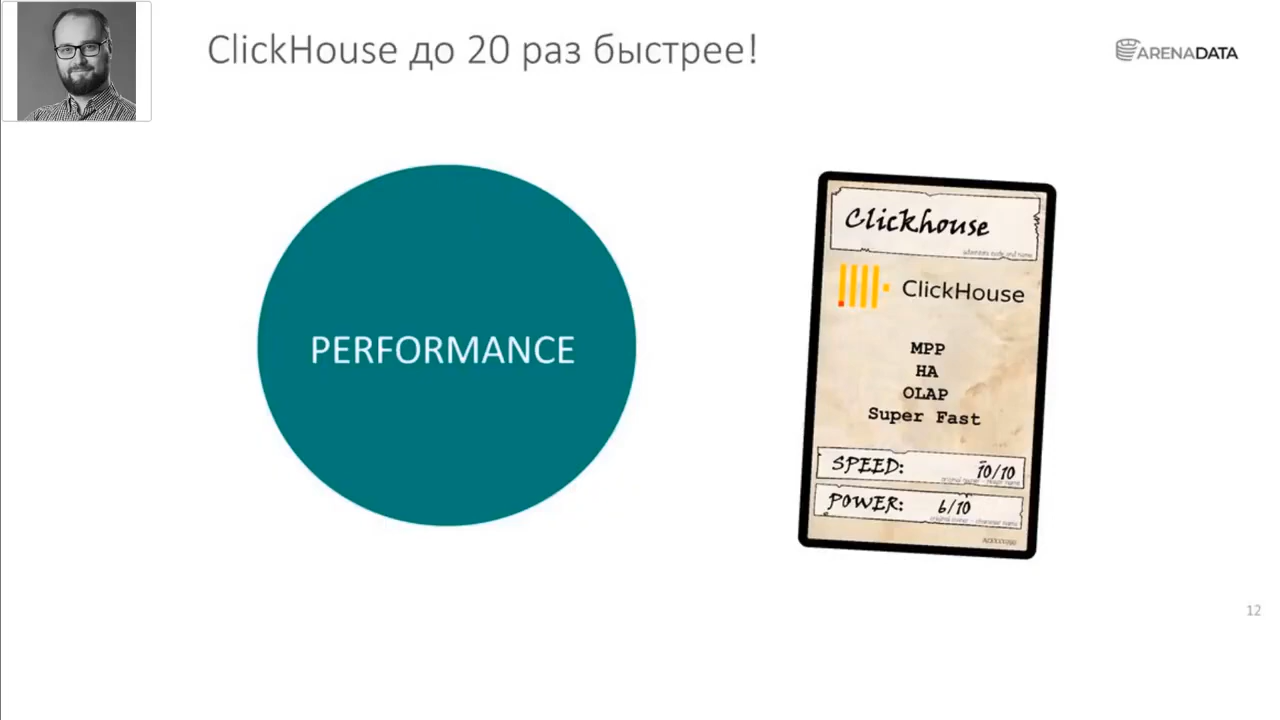 ClickHouse до 20 раз быстрее!
ARENADATA
PERFORMANCE
Clickhouse
ClickHouse
MPP
HA
OLAP
Super Fast
SPEED: 10/10
POWER: 6/10
12